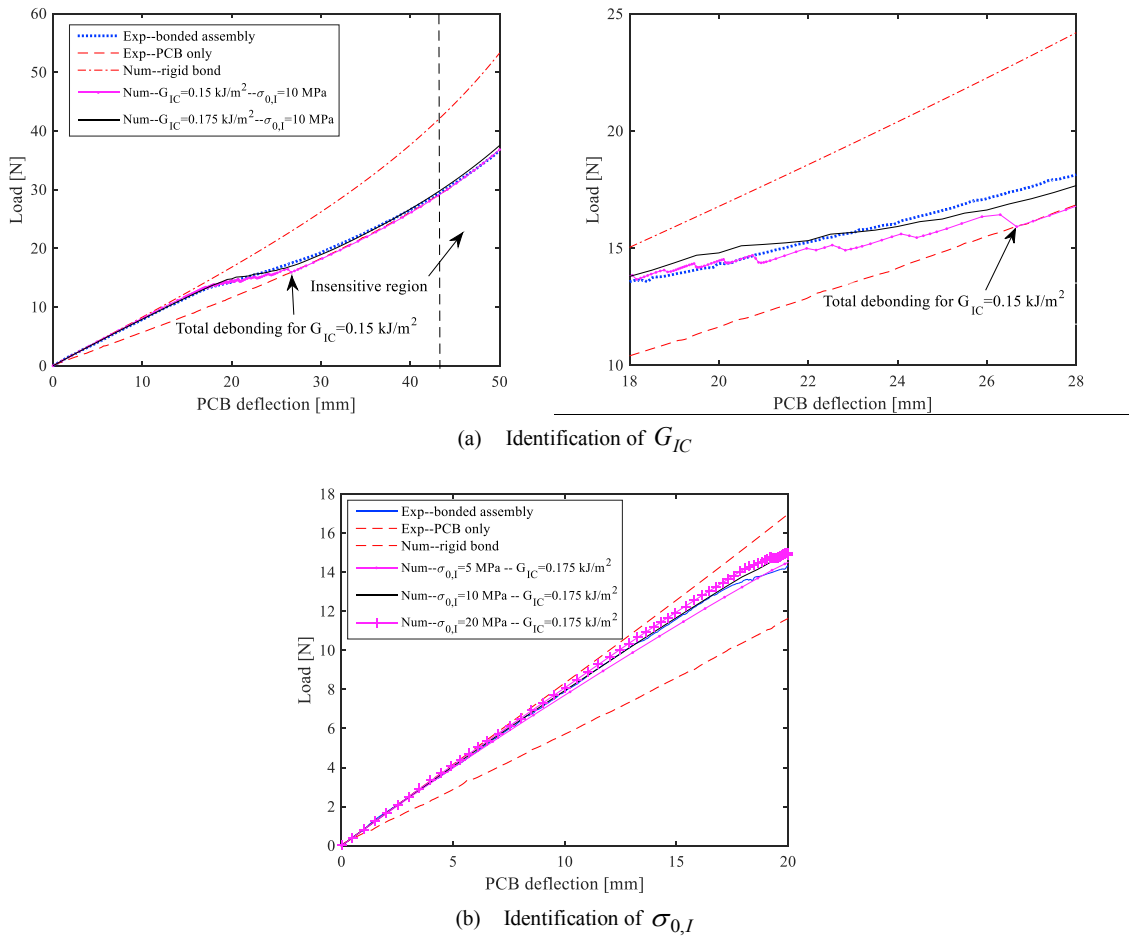 60
50
40
30
20
10
0
Load [N]
Exp--bonded assembly
Exp--PCB only
Num--rigid bond
Num--G_IC=0.15 kJ/m²--σ_0,I=10 MPa
Num--G_IC=0.175 kJ/m²--σ_0,I=10 MPa
Insensitive region
Total debonding for G_IC=0.15 kJ/m²
0 10 20 30 40 50
PCB deflection [mm]
25
20
15
10
Load [N]
Total debonding for G_IC=0.15 kJ/m²
18 20 22 24 26 28
PCB deflection [mm]
(a) Identification of G_IC
18
16
14
12
10
8
6
4
2
0
Load [N]
Exp--bonded assembly
Exp--PCB only
Num--rigid bond
Num--σ_0,I=5 MPa -- G_IC=0.175 kJ/m²
Num--σ_0,I=10 MPa -- G_IC=0.175 kJ/m²
Num--σ_0,I=20 MPa -- G_IC=0.175 kJ/m²
0 5 10 15 20
PCB deflection [mm]
(b) Identification of σ_0,I